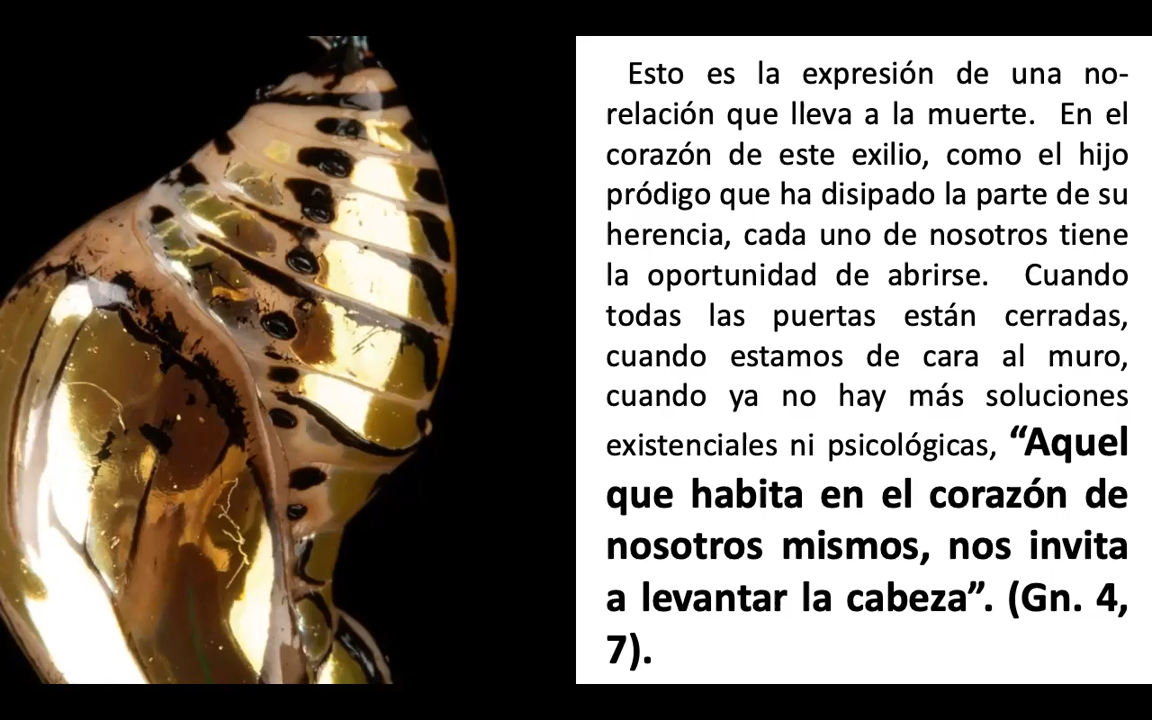 Esto es la expresión de una no-
relación que lleva a la muerte. En el
corazón de este exilio, como el hijo
pródigo que ha disipado la parte de su
herencia, cada uno de nosotros tiene
la oportunidad de abrirse. Cuando
todas las puertas están cerradas,
cuando estamos de cara al muro,
cuando ya no hay más soluciones
existenciales ni psicológicas, “Aquel
que habita en el corazón de
nosotros mismos, nos invita
a levantar la cabeza”. (Gn. 4,
7).